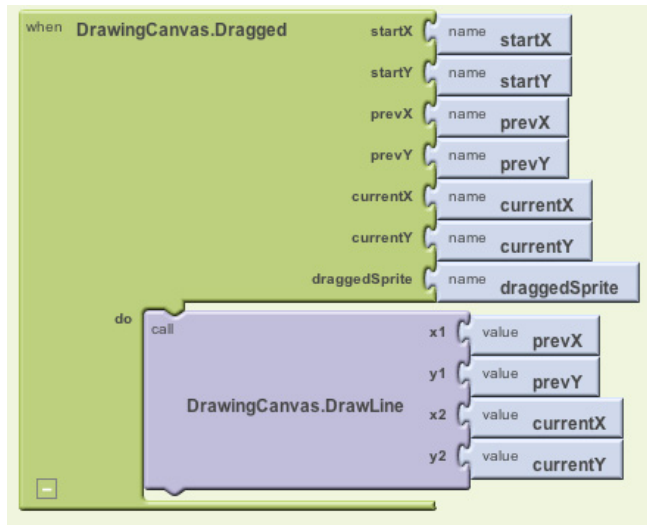 when DrawingCanvas.Dragged startX name startX
startY name startY
prevX name prevX
prevY name prevY
currentX name currentX
currentY name currentY
draggedSprite name draggedSprite
do call x1 value prevX
y1 value prevY
DrawingCanvas.DrawLine x2 value currentX
y2 value currentY